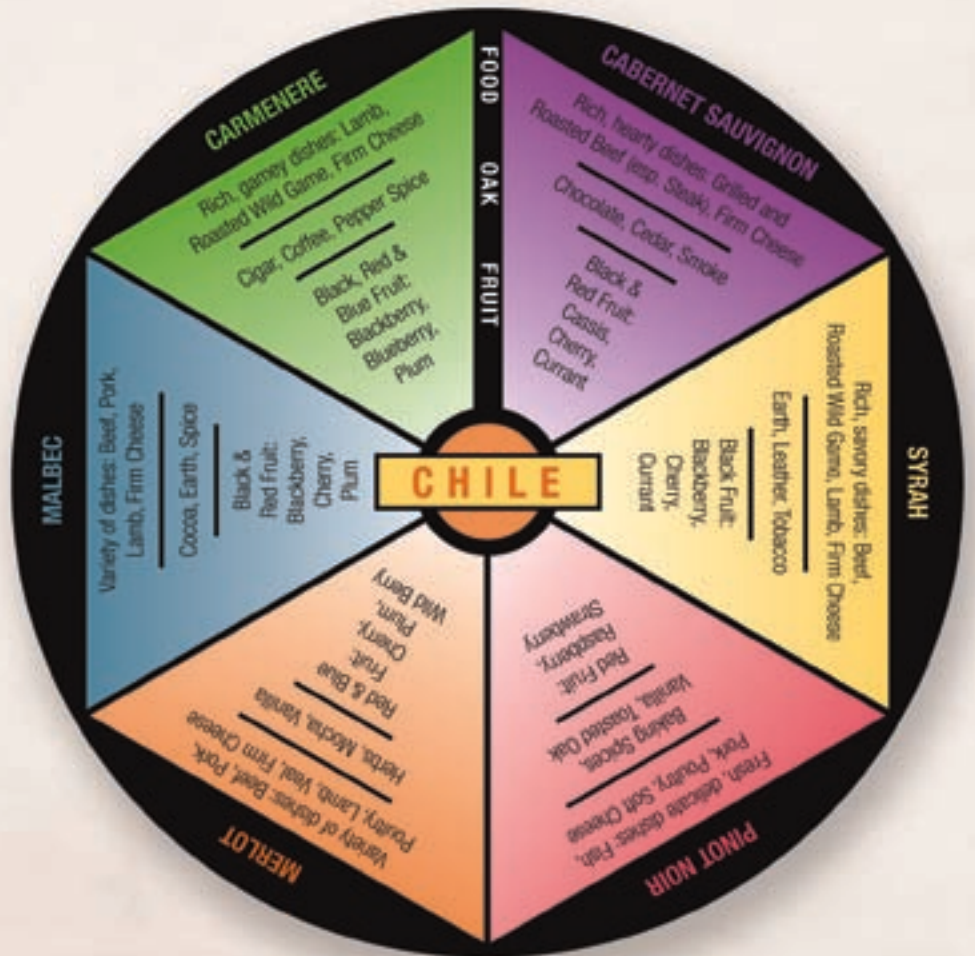 FOOD OAK FRUIT
CABERNET SAUVIGNON
Rich, hearty dishes: Grilled and
Roasted Beef (esp. Steak), Firm Cheese
Chocolate, Cedar, Smoke
Black &
Red Fruit:
Cassis,
Cherry,
Currant
SYRAH
Rich, savory dishes: Beef,
Roasted Wild Game, Lamb, Firm Cheese
Earth, Leather, Tobacco
Black Fruit:
Blackberry,
Cherry,
Currant
PINOT NOIR
Fresh, delicate dishes: Fish,
Pork, Poultry, Soft Cheese
Baking Spices,
Vanilla, Toasted Oak
Red Fruit:
Raspberry,
Strawberry
MERLOT
Variety of dishes: Beef, Pork,
Poultry, Lamb, Veal, Firm Cheese
Herbs, Mocha, Vanilla
Red & Blue
Fruit:
Cherry,
Plum,
Wild Berry
MALBEC
Variety of dishes: Beef, Pork,
Lamb, Firm Cheese
Cocoa, Earth, Spice
Black &
Red Fruit:
Blackberry,
Cherry,
Plum
CARMENERE
Rich, gamey dishes: Lamb,
Roasted Wild Game, Firm Cheese
Cigar, Coffee, Pepper Spice
Black, Red &
Blue Fruit:
Blackberry,
Blueberry,
Plum
CHILE